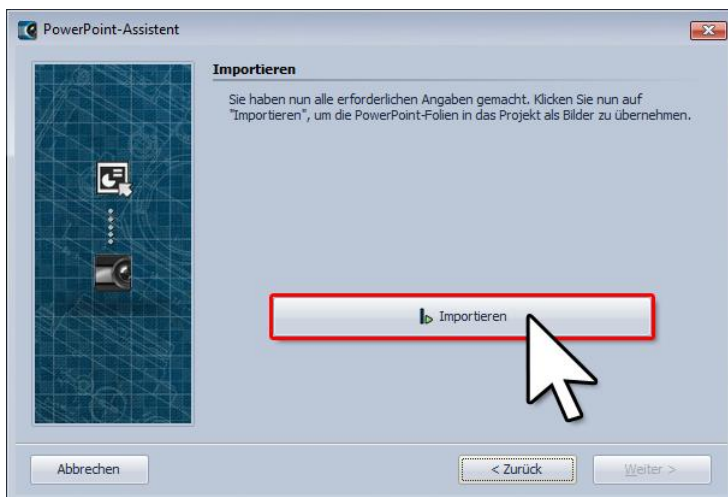 PowerPoint-Assistent
Importieren
Sie haben nun alle erforderlichen Angaben gemacht. Klicken Sie nun auf
"Importieren", um die PowerPoint-Folien in das Projekt als Bilder zu übernehmen.
Importieren
Abbrechen
< Zurück
Weiter >